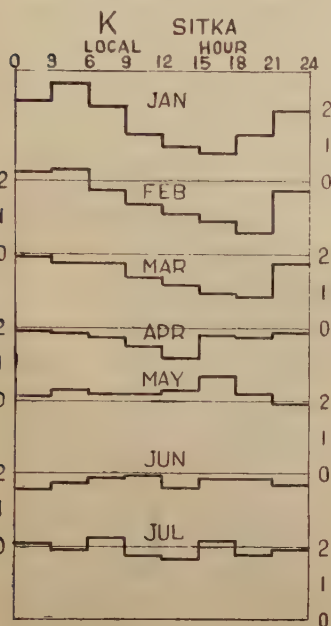 K SITKA
LOCAL HOUR
0 3 6 9 12 15 18 21 24
JAN
2
1
2 0
FEB
1
0 2
MAR
1
2 0
APR
1
MAY
0 2
1
JUN
2 0
1
JUL
0 2
1
0